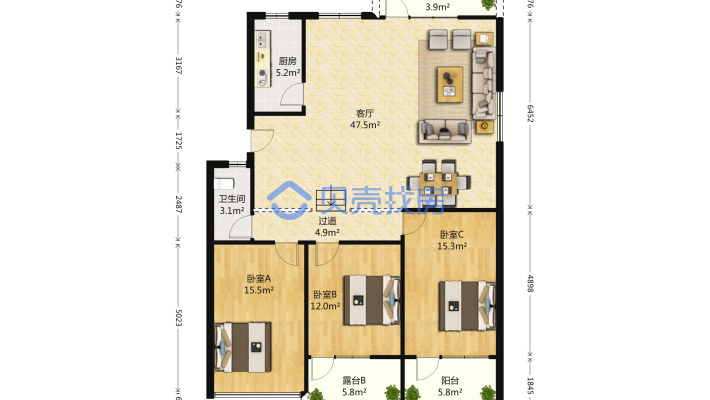 3.9m²
厨房
5.2m²
客厅
47.5m²
卫生间
3.1m²
贝壳找房
过道
4.9m²
卧室C
15.3m²
卧室A
15.5m²
卧室B
12.0m²
露台B
5.8m²
阳台
5.8m²
3167
1725
2487
5023
6452
4898
1845